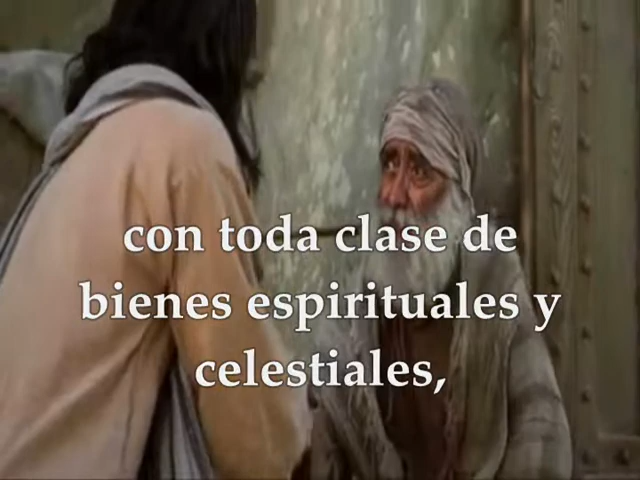 con toda clase de
bienes espirituales y
celestiales,